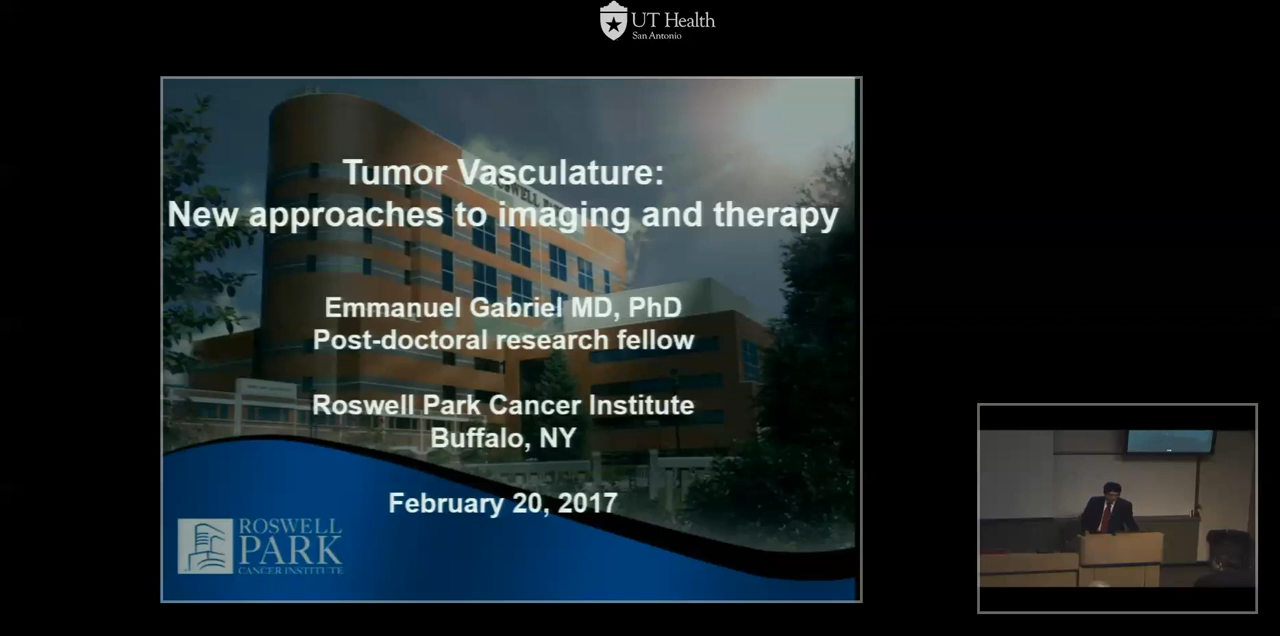 UT Health
San Antonio
Tumor Vasculature:
New approaches to imaging and therapy
Emmanuel Gabriel MD, PhD
Post-doctoral research fellow
Roswell Park Cancer Institute
Buffalo, NY
February 20, 2017
ROSWELL
PARK
CANCER INSTITUTE